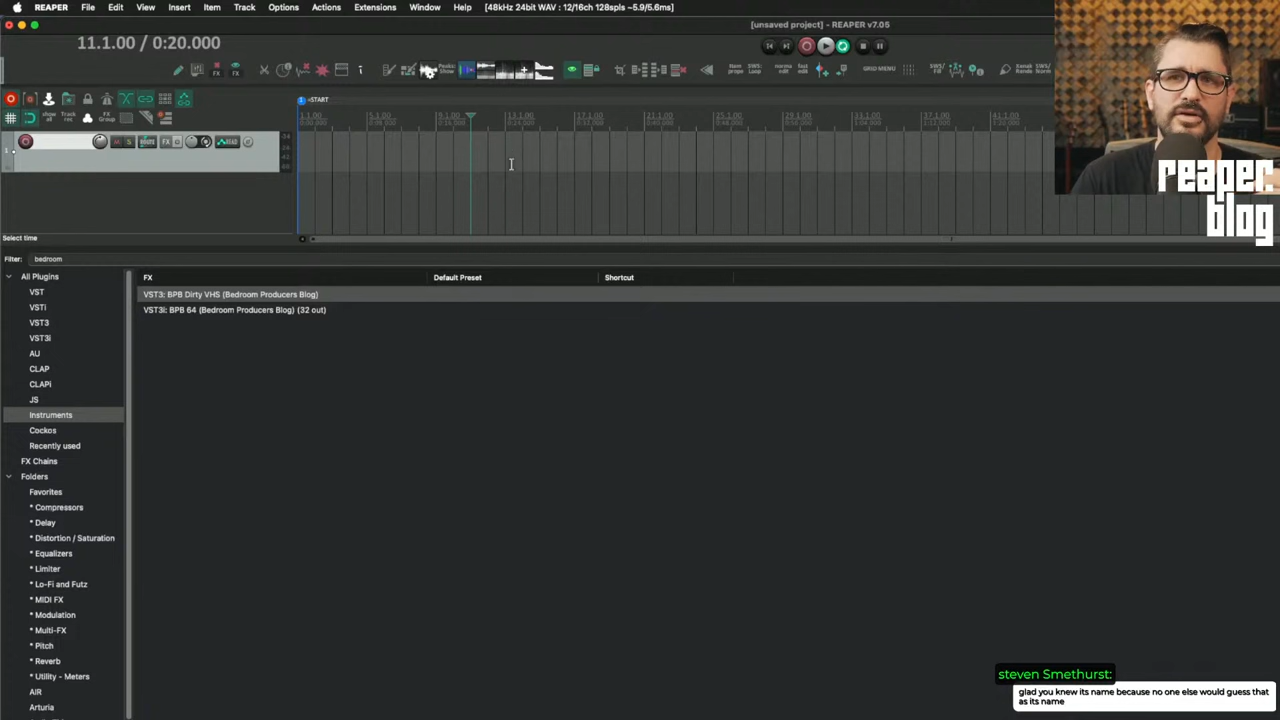 REAPER File Edit View Insert Item Track Options Actions Extensions Window Help [48kHz 24bit WAV : 12/16ch 128spls ~5.9/5.6ms]
[unsaved project] - REAPER v7.05
11.1.00 / 0:20.000
GRID-MENU
1 =START
Select time
Filter: bedroom
FX Default Preset Shortcut
All Plugins
VST
VSTi
VST3
VST3i
AU
CLAP
CLAPi
JS
Instruments
Cockos
Recently used
FX Chains
Folders
Favorites
* Compressors
* Delay
* Distortion / Saturation
* Equalizers
* Limiter
* Lo-Fi and Futz
* MIDI FX
* Modulation
* Multi-FX
* Pitch
* Reverb
* Utility - Meters
AIR
Arturia
VST3: BPB Dirty VHS (Bedroom Producers Blog)
VST3i: BPB 64 (Bedroom Producers Blog) (32 out)
reaper.
blog
steven Smethurst:
glad you knew its name because no one else would guess that
as its name